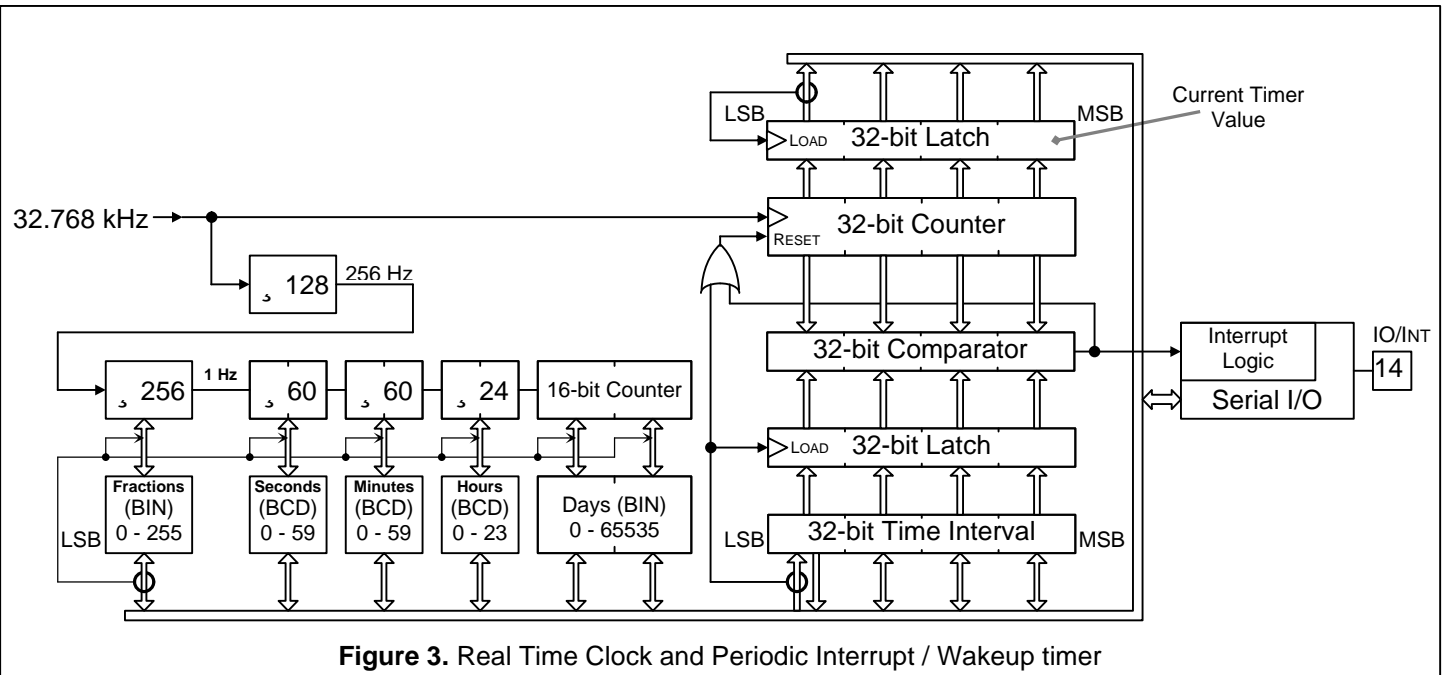 LSB
MSB
Current Timer
Value
LOAD
32-bit Latch
32.768 kHz
32-bit Counter
RESET
ٷ 128
256 Hz
32-bit Comparator
Interrupt
Logic
Serial I/O
IO/INT
14
256
1 Hz
60
60
24
16-bit Counter
LOAD
32-bit Latch
Fractions
(BIN)
0 - 255
Seconds
(BCD)
0 - 59
Minutes
(BCD)
0 - 59
Hours
(BCD)
0 - 23
Days (BIN)
0 - 65535
LSB
LSB
32-bit Time Interval
MSB
Figure 3. Real Time Clock and Periodic Interrupt / Wakeup timer